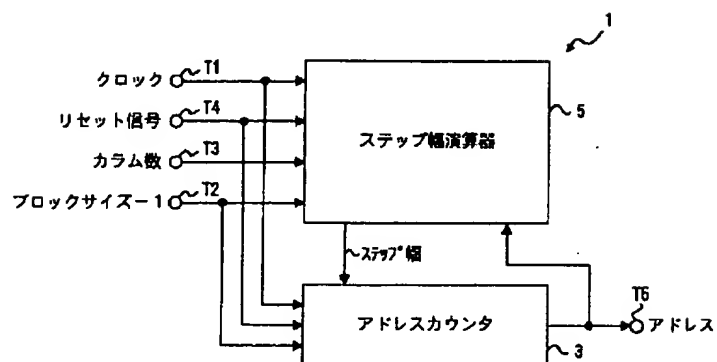 1
クロック T1
リセット信号 T4
カラム数 T3
ブロックサイズー1 T2
ステップ幅演算器
5
ステップ幅
アドレスカウンタ
3
T6
アドレス